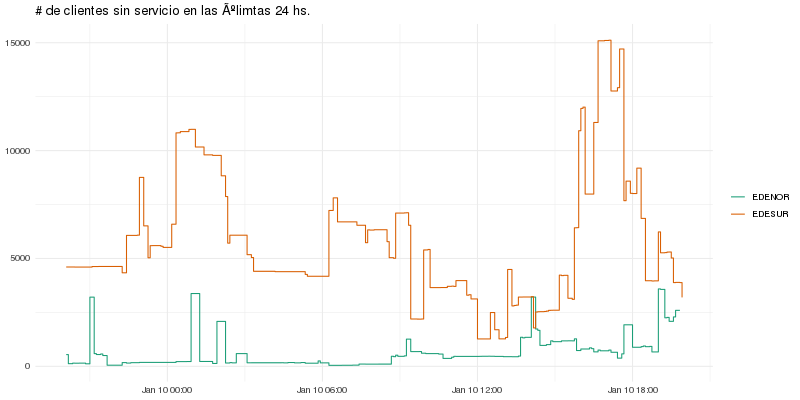 # de clientes sin servicio en las Ãºlimtas 24 hs.
15000
10000
5000
0
Jan 10 00:00
Jan 10 06:00
Jan 10 12:00
Jan 10 18:00
EDENOR
EDESUR